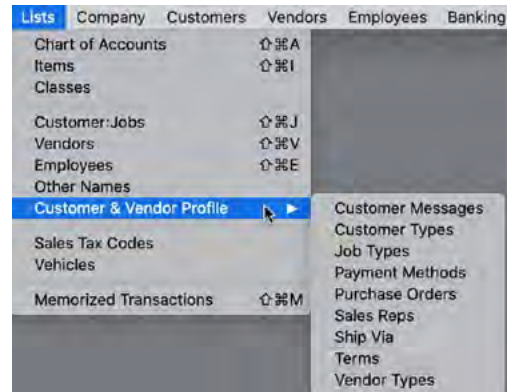 Lists Company Customers Vendors Employees Banking
Chart of Accounts ⇧⌘A
Items ⇧⌘I
Classes
Customer:Jobs ⇧⌘J
Vendors ⇧⌘V
Employees ⇧⌘E
Other Names
Customer & Vendor Profile ▶
Sales Tax Codes
Vehicles
Memorized Transactions ⇧⌘M
Customer Messages
Customer Types
Job Types
Payment Methods
Purchase Orders
Sales Reps
Ship Via
Terms
Vendor Types